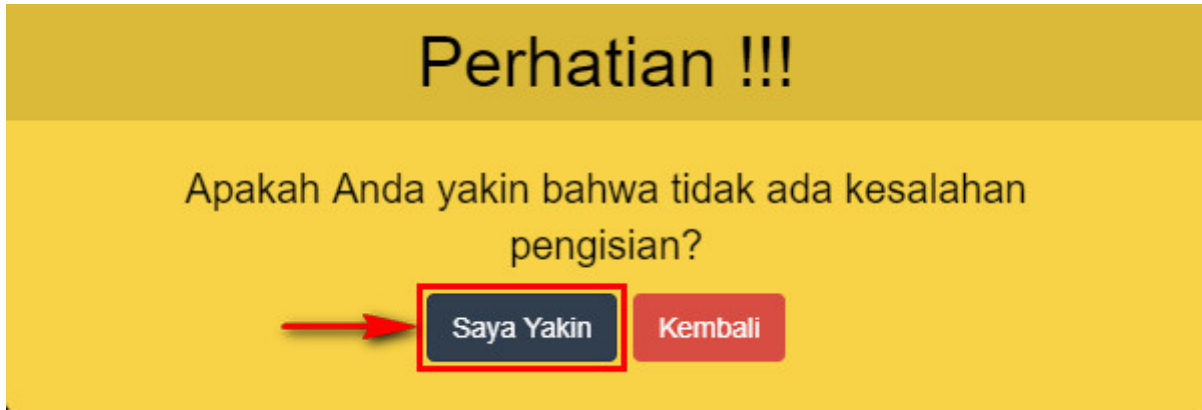 Perhatian !!!
Apakah Anda yakin bahwa tidak ada kesalahan
pengisian?
Saya Yakin
Kembali